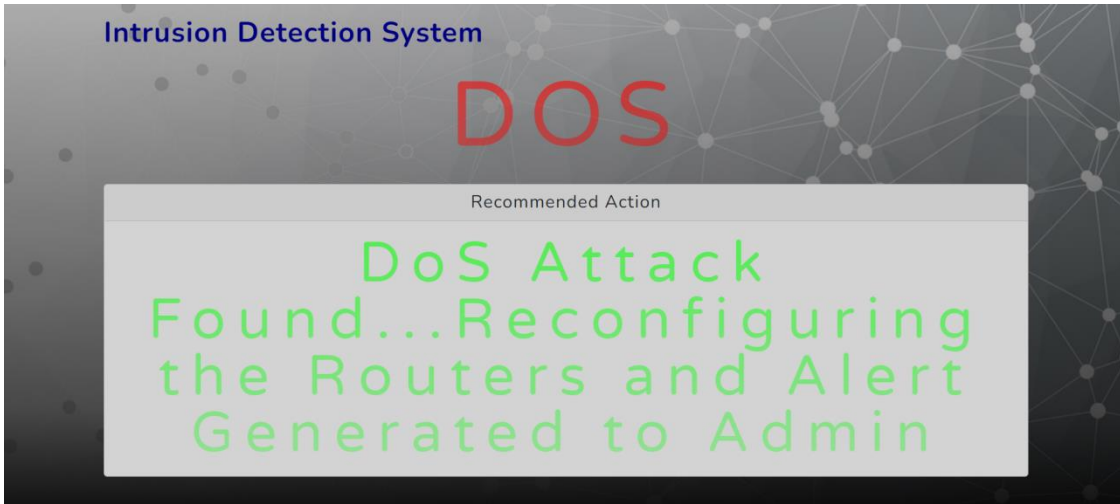 Intrusion Detection System
DOS
Recommended Action
DoS Attack
Found...Reconfiguring
the Routers and Alert
Generated to Admin